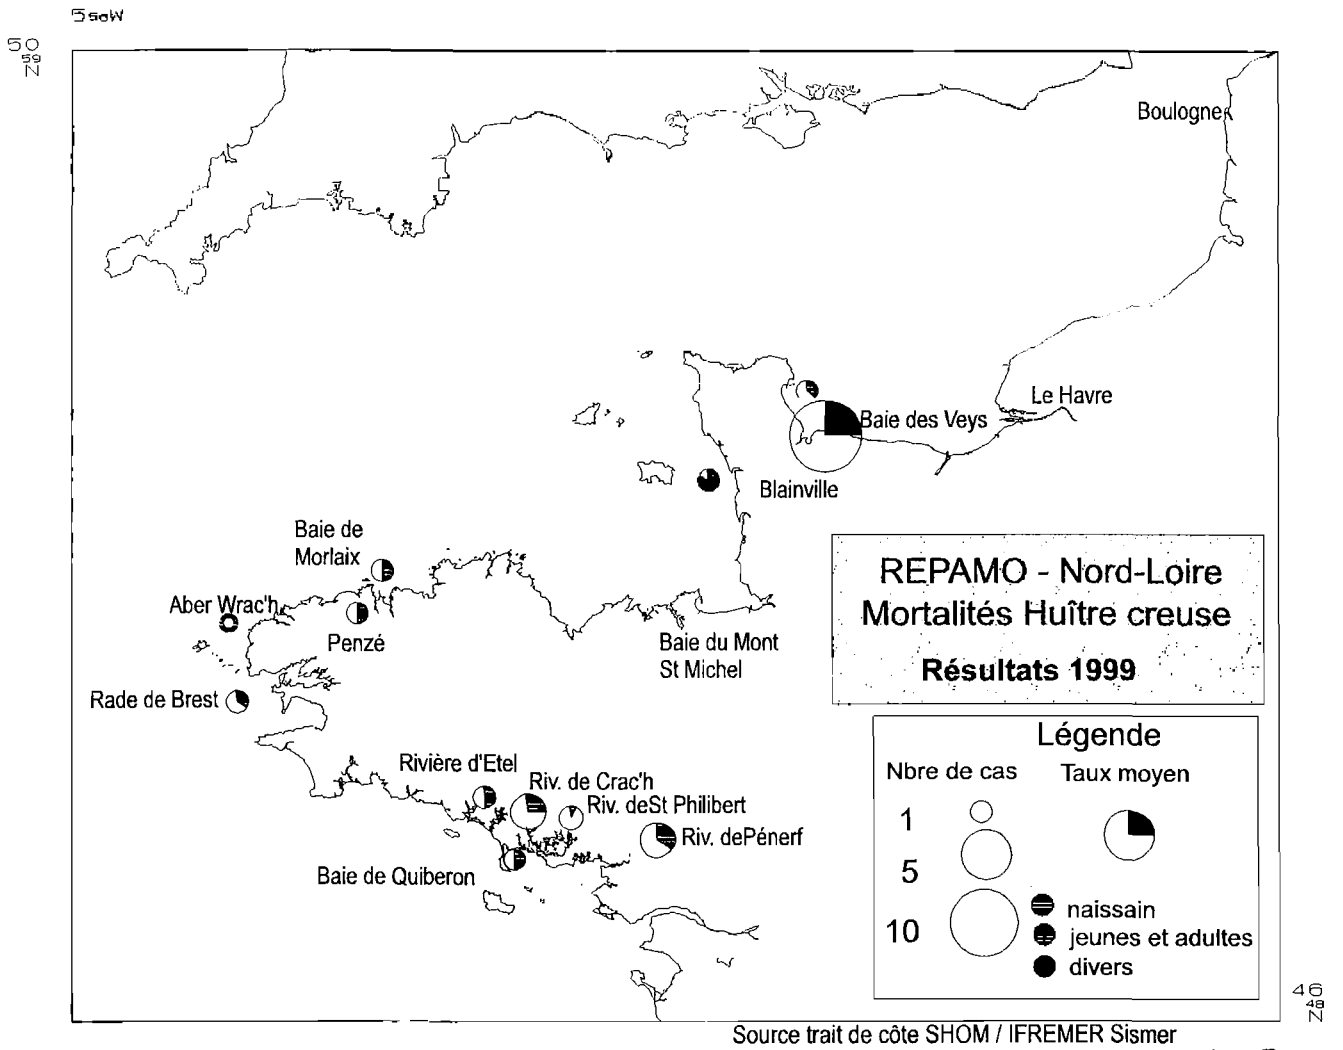 5 55 W
50
59
N
Boulogne
Le Havre
Baie des Veys
Blainville
Baie de
Morlaix
Aber Wrac'h
Penzé
Baie du Mont
St Michel
Rade de Brest
REPAMO - Nord-Loire
Mortalités Huître creuse
Résultats 1999
Rivière d'Etel
Riv. de Crac'h
Riv. deSt Philibert
Riv. dePénerf
Baie de Quiberon
Légende
Nbre de cas
Taux moyen
1
5
10
naissain
jeunes et adultes
divers
46
48
N
Source trait de côte SHOM / IFREMER Sismer